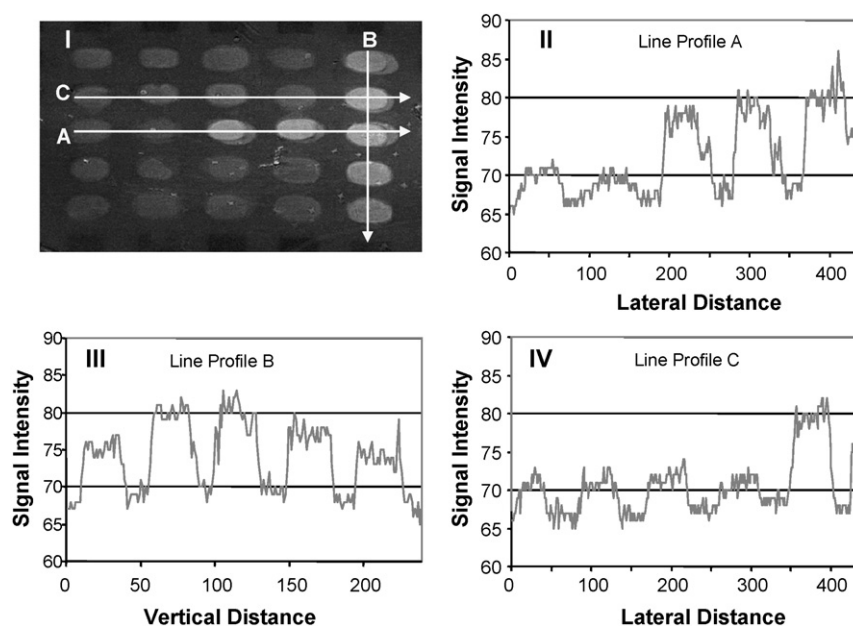 I
B
C
A
II
Line Profile A
Signal Intensity
90
85
80
75
70
65
60
0
100
200
300
400
Lateral Distance
III
Line Profile B
SIgnal Intensity
90
85
80
75
70
65
60
0
50
100
150
200
Vertical Distance
IV
Line Profile C
Signal Intensity
90
85
80
75
70
65
60
0
100
200
300
400
Lateral Distance